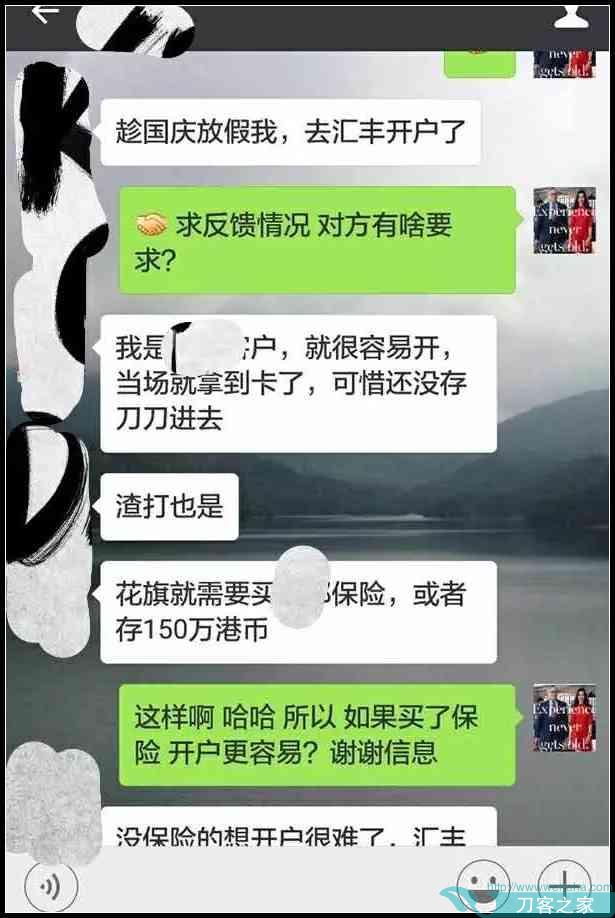 趁国庆放假我，去汇丰开户了
求反馈情况 对方有啥要
求？
Experience
never
gets old.
我是 客户，就很容易开，
当场就拿到卡了，可惜还没存
刀刀进去
渣打也是
花旗就需要买 保险，或者
存150万港币
这样啊 哈哈 所以 如果买了保
险 开户更容易？谢谢信息
Experience
never
gets old.
没保险的想开户很难了，汇丰
刀客之家